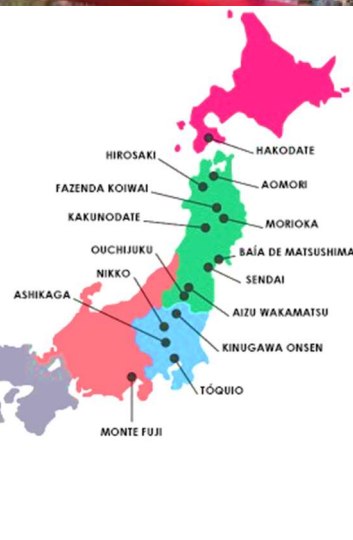 HAKODATE
HIROSAKI
AOMORI
FAZENDA KOIWAI
KAKUNODATE
MORIOKA
OUCHIJUKU
BAÍA DE MATSUSHIMA
NIKKO
SENDAI
ASHIKAGA
AIZU WAKAMATSU
KINUGAWA ONSEN
TÓQUIO
MONTE FUJI